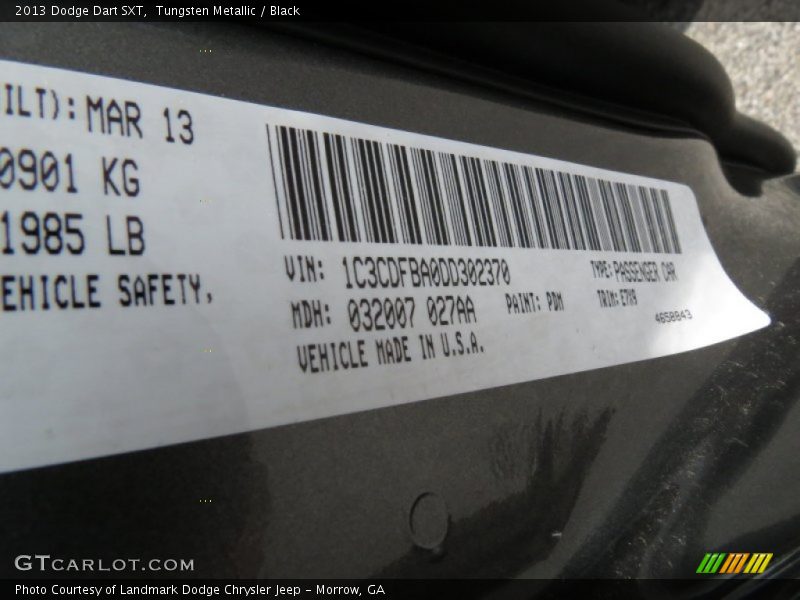 2013 Dodge Dart SXT,  Tungsten Metallic / Black
ILT): MAR 13
0901 KG
1985 LB
EHICLE SAFETY,
VIN: 1C3CDFBA0DD302370
TYPE: PASSENGER CAR
MDH: 032007 027AA
PAINT: PDM
TRIM: E7X9
4658843
VEHICLE MADE IN U.S.A.
GTCARLOT.COM
Photo Courtesy of Landmark Dodge Chrysler Jeep - Morrow, GA